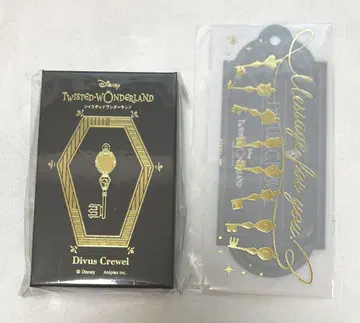 Disney
TWISTED-WONDERLAND
ツイステッドワンダーランド
Divus Crewel
© Disney Aniplex Inc.
Message for you